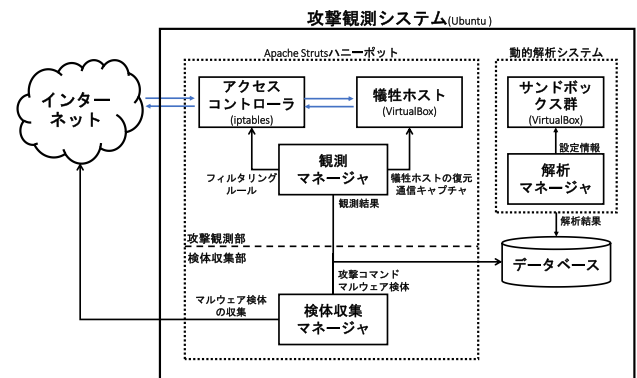 攻撃観測システム(Ubuntu )
Apache Strutsハニーポット
動的解析システム
インター
ネット
アクセス
コントローラ
(iptables)
犠牲ホスト
(VirtualBox)
サンドボッ
クス群
(VirtualBox)
設定情報
フィルタリング
ルール
観測
マネージャ
犠牲ホストの復元
通信キャプチャ
解析
マネージャ
観測結果
解析結果
攻撃観測部
検体収集部
データベース
攻撃コマンド
マルウェア検体
マルウェア検体
の収集
検体収集
マネージャ